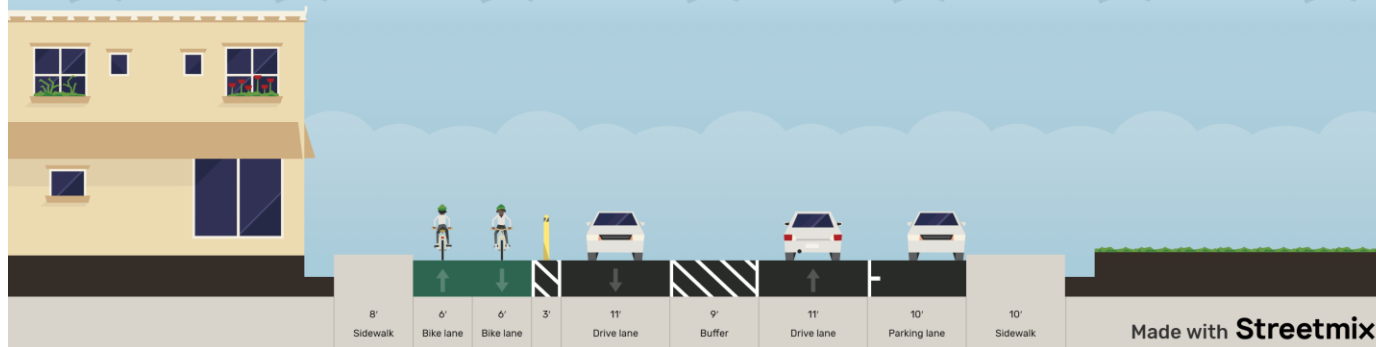 8'
Sidewalk
6'
Bike lane
6'
Bike lane
3'
11'
Drive lane
9'
Buffer
11'
Drive lane
10'
Parking lane
10'
Sidewalk
Made with Streetmix